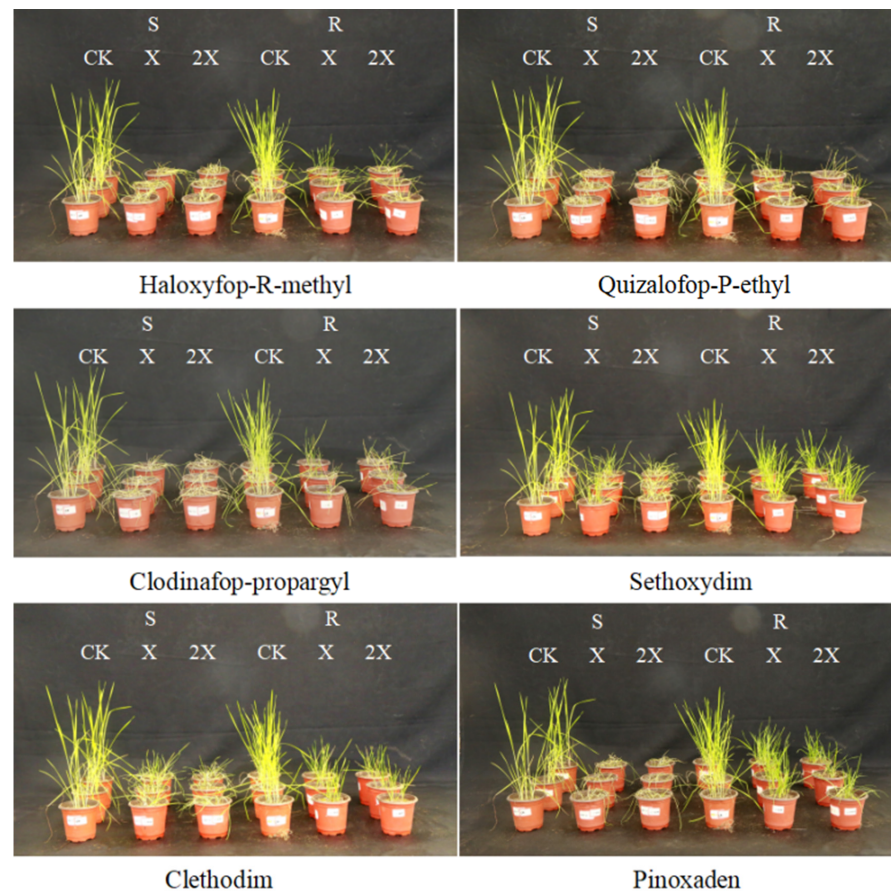 S R
CK X 2X CK X 2X
Haloxyfop-R-methyl
S R
CK X 2X CK X 2X
Quizalofop-P-ethyl
S R
CK X 2X CK X 2X
Clodinafop-propargyl
S R
CK X 2X CK X 2X
Sethoxydim
S R
CK X 2X CK X 2X
Clethodim
S R
CK X 2X CK X 2X
Pinoxaden